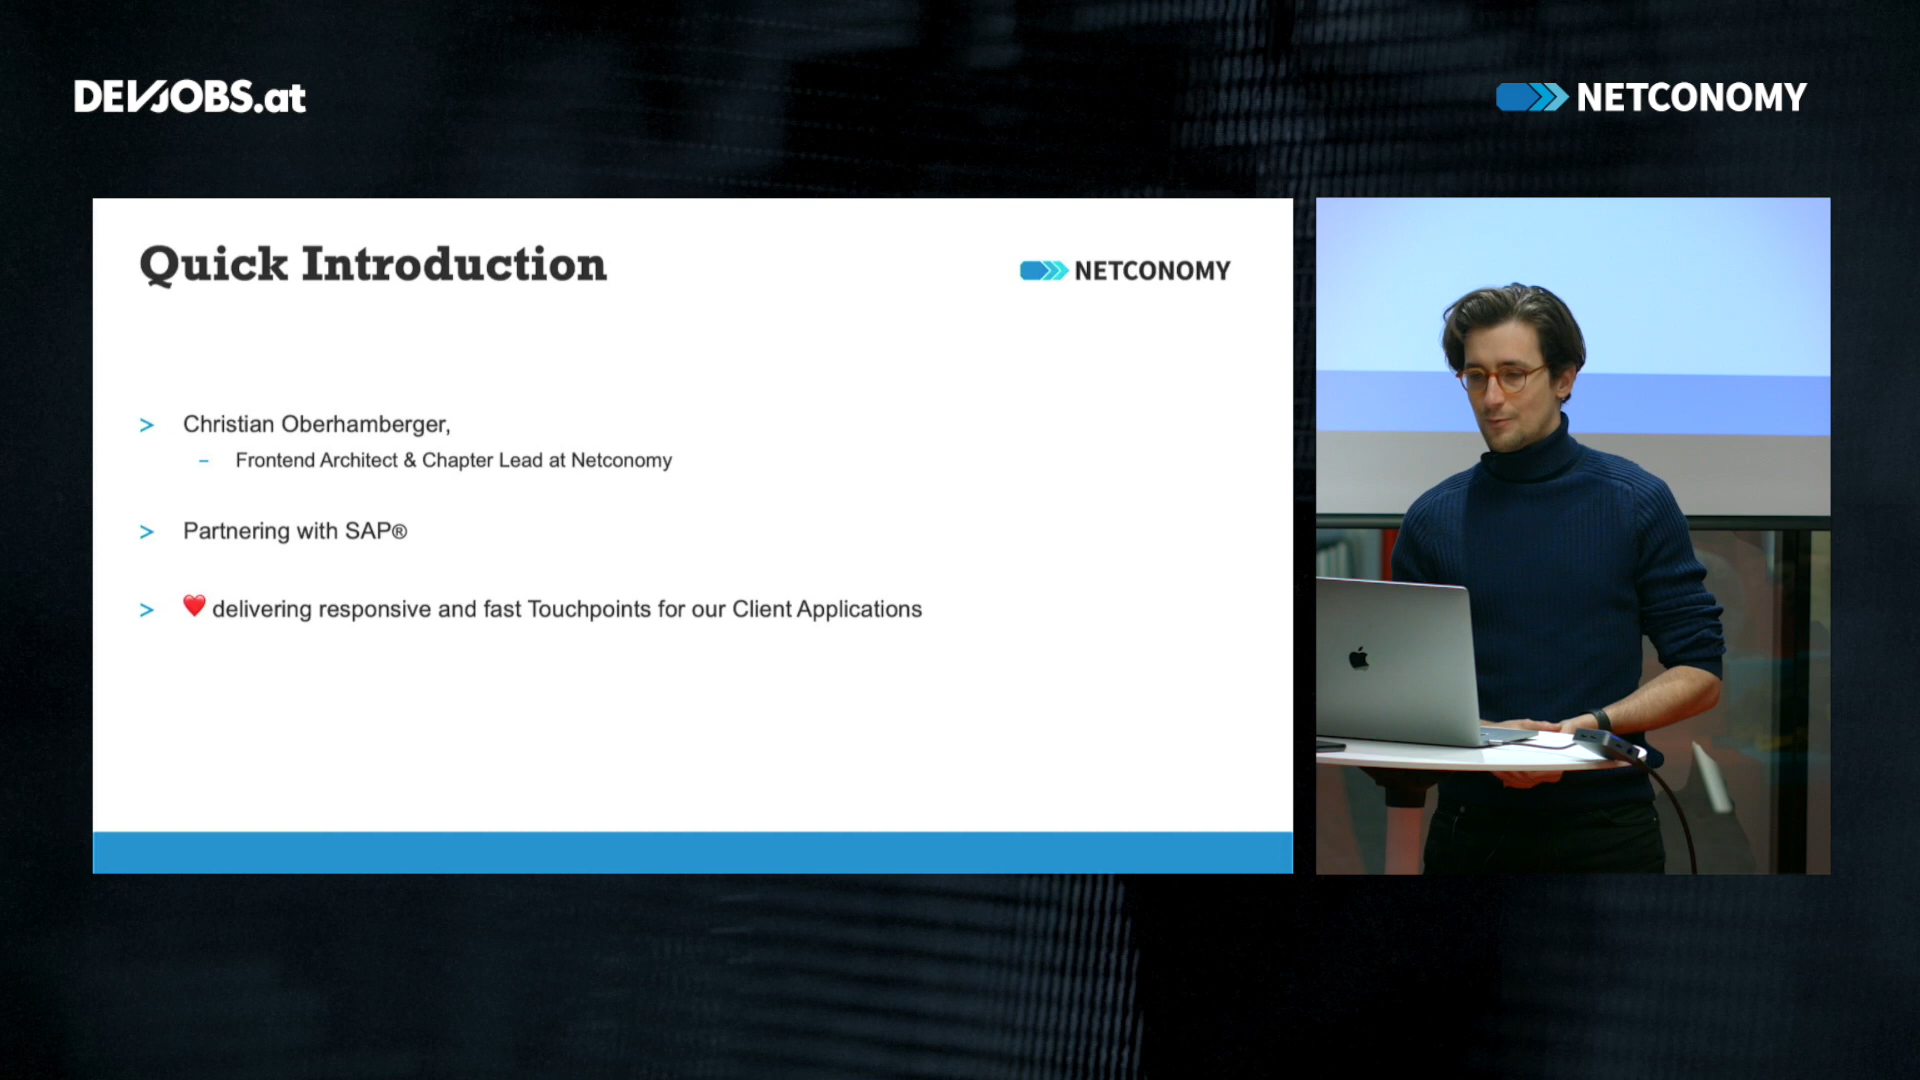 DEVJOBS.at
NETCONOMY
Quick Introduction
NETCONOMY
> Christian Oberhamberger,
– Frontend Architect & Chapter Lead at Netconomy
> Partnering with SAP®
> ❤️ delivering responsive and fast Touchpoints for our Client Applications